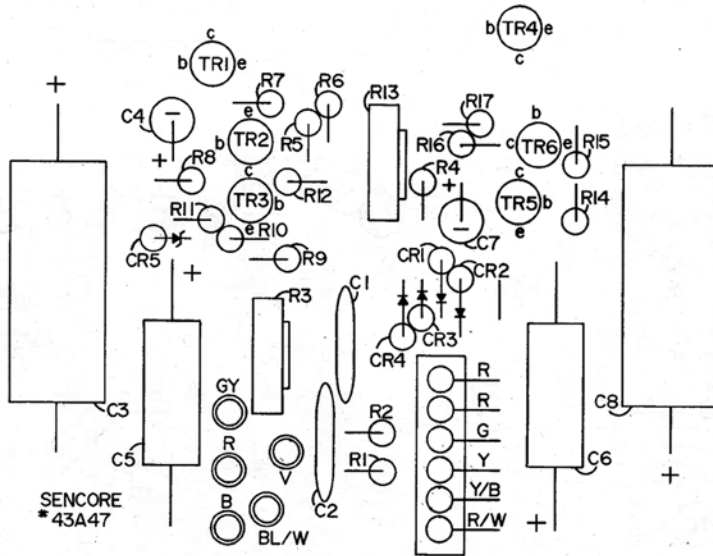 TR4
b e
c
c
b TR1 e
+
R7
R6
R13
R17
C4
-
+
e
b TR2
c
R5
R16
b
c TR6 e
R15
+
R8
TR3 b
e
R12
R4
+
-
C7
c
TR5 b
e
R14
R11
R10
CR5
+
R9
CR1
CR2
R3
C1
CR3
CR4
GY
R
R
C3
C8
R
V
C5
R2
R1
G
Y
C6
+
SENCORE
*43A47
B
BL/W
C2
Y/B
R/W
+